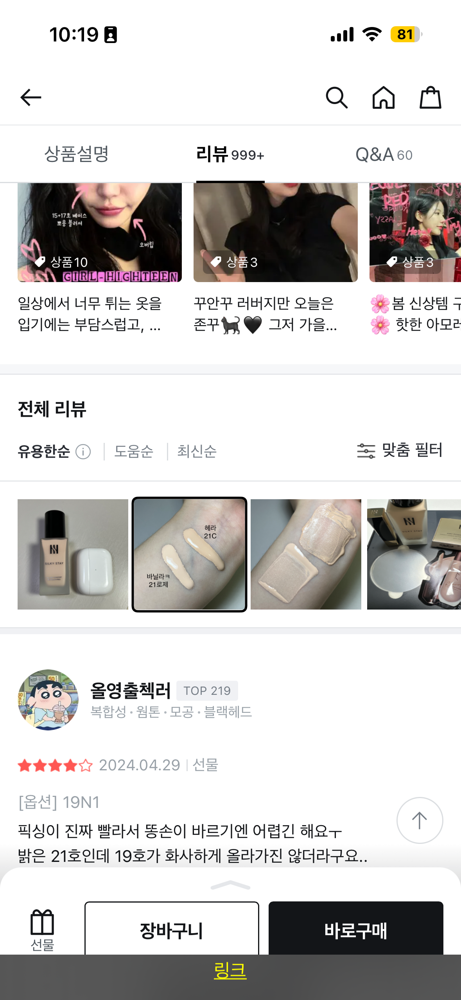 10:19
81
상품설명
리뷰 999+
Q&A 60
15+17호 베이스
뽀용 블러셔
오버립
상품10
GIRL-HIGHTEEN
상품3
RED
상품3
일상에서 너무 튀는 옷을
입기에는 부담스럽고, ...
꾸안꾸 러버지만 오늘은
존꾸🐈‍⬛🖤 그저 가을...
🌸봄 신상템
🌸 핫한 아모레
전체 리뷰
유용한순
도움순
최신순
맞춤 필터
SILKY STAY
헤라
21C
바닐라ㅋ
21로제
SILKY STAY
올영출첵러
TOP 219
복합성 · 웜톤 · 모공 · 블랙헤드
2024.04.29 | 선물
[옵션] 19N1
픽싱이 진짜 빨라서 똥손이 바르기엔 어렵긴 해요ㅜ
밝은 21호인데 19호가 화사하게 올라가진 않더라구요..
선물
장바구니
바로구매
링크